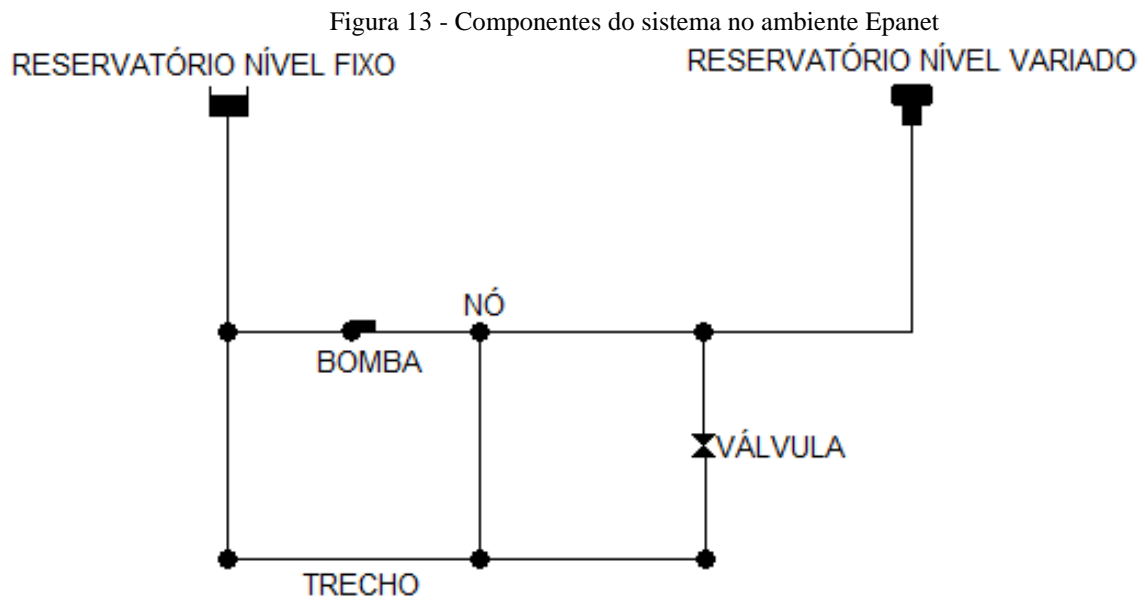 Figura 13 - Componentes do sistema no ambiente Epanet
RESERVATÓRIO NÍVEL FIXO
RESERVATÓRIO NÍVEL VARIADO
NÓ
BOMBA
VÁLVULA
TRECHO